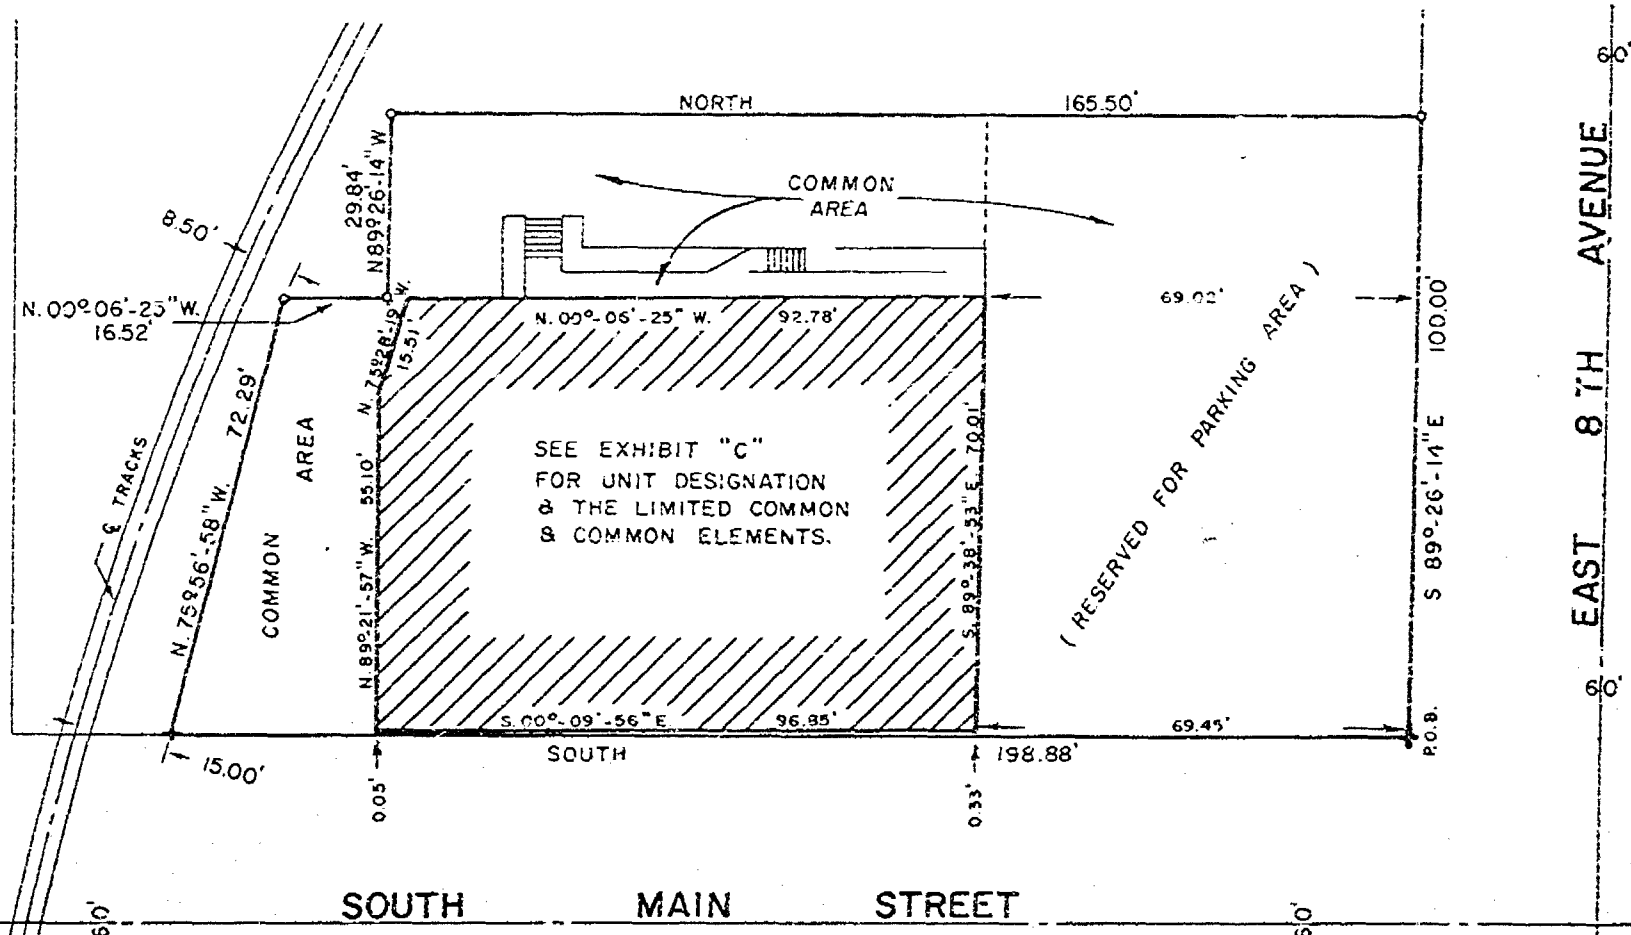 60'
NORTH 165.50'
29.84'
N89°26'-14" W
COMMON
AREA
8.50'
N. 00°-06'-25" W.
16.52'
69.02'
N. 00°-06'-25" W. 92.78'
N. 75°28'-19" W.
15.51'
(RESERVED FOR PARKING AREA)
S 89°-26'-14" E 100.00'
EAST 8TH AVENUE
℄ TRACKS
N. 75°56'-58" W. 72.29'
COMMON AREA
N. 89°-21'-57" W. 55.10'
SEE EXHIBIT "C"
FOR UNIT DESIGNATION
& THE LIMITED COMMON
& COMMON ELEMENTS.
S. 89°-38'-53" E. 70.01'
60'
S. 00°-09'-56" E 96.85'
69.45'
P.O.B.
SOUTH 198.88'
15.00'
0.05'
0.33'
SOUTH MAIN STREET
60'
60'